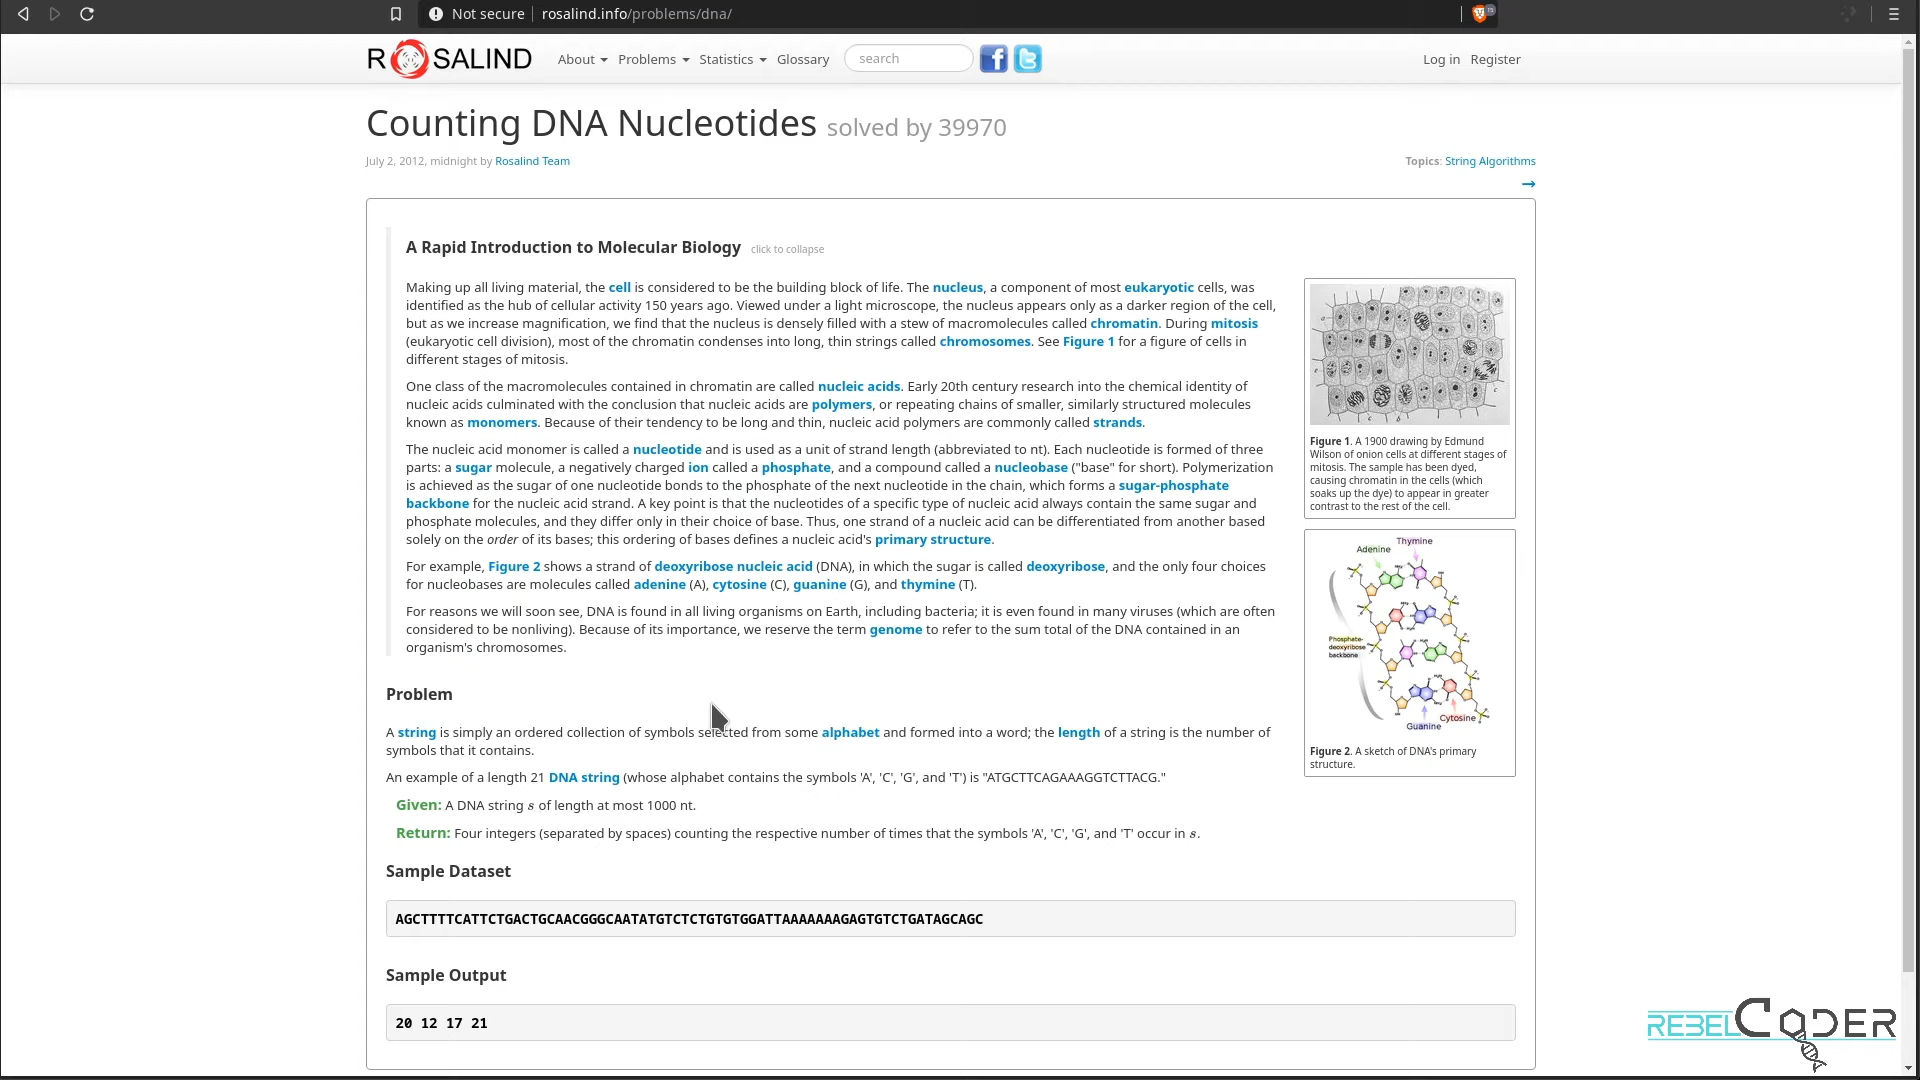 Not secure rosalind.info/problems/dna/
ROSALIND About Problems Statistics Glossary search Log in Register
Counting DNA Nucleotides solved by 39970
July 2, 2012, midnight by Rosalind Team Topics: String Algorithms
→
A Rapid Introduction to Molecular Biology click to collapse
Making up all living material, the cell is considered to be the building block of life. The nucleus, a component of most eukaryotic cells, was
identified as the hub of cellular activity 150 years ago. Viewed under a light microscope, the nucleus appears only as a darker region of the cell,
but as we increase magnification, we find that the nucleus is densely filled with a stew of macromolecules called chromatin. During mitosis
(eukaryotic cell division), most of the chromatin condenses into long, thin strings called chromosomes. See Figure 1 for a figure of cells in
different stages of mitosis.
One class of the macromolecules contained in chromatin are called nucleic acids. Early 20th century research into the chemical identity of
nucleic acids culminated with the conclusion that nucleic acids are polymers, or repeating chains of smaller, similarly structured molecules
known as monomers. Because of their tendency to be long and thin, nucleic acid polymers are commonly called strands.
The nucleic acid monomer is called a nucleotide and is used as a unit of strand length (abbreviated to nt). Each nucleotide is formed of three
parts: a sugar molecule, a negatively charged ion called a phosphate, and a compound called a nucleobase ("base" for short). Polymerization
is achieved as the sugar of one nucleotide bonds to the phosphate of the next nucleotide in the chain, which forms a sugar-phosphate
backbone for the nucleic acid strand. A key point is that the nucleotides of a specific type of nucleic acid always contain the same sugar and
phosphate molecules, and they differ only in their choice of base. Thus, one strand of a nucleic acid can be differentiated from another based
solely on the order of its bases; this ordering of bases defines a nucleic acid's primary structure.
For example, Figure 2 shows a strand of deoxyribose nucleic acid (DNA), in which the sugar is called deoxyribose, and the only four choices
for nucleobases are molecules called adenine (A), cytosine (C), guanine (G), and thymine (T).
For reasons we will soon see, DNA is found in all living organisms on Earth, including bacteria; it is even found in many viruses (which are often
considered to be nonliving). Because of its importance, we reserve the term genome to refer to the sum total of the DNA contained in an
organism's chromosomes.
Figure 1. A 1900 drawing by Edmund
Wilson of onion cells at different stages of
mitosis. The sample has been dyed,
causing chromatin in the cells (which
soaks up the dye) to appear in greater
contrast to the rest of the cell.
Thymine
Adenine
Phosphate-
deoxyribose
backbone
Cytosine
Guanine
Figure 2. A sketch of DNA's primary
structure.
Problem
A string is simply an ordered collection of symbols selected from some alphabet and formed into a word; the length of a string is the number of
symbols that it contains.
An example of a length 21 DNA string (whose alphabet contains the symbols 'A', 'C', 'G', and 'T') is "ATGCTTCAGAAAGGTCTTACG."
Given: A DNA string s of length at most 1000 nt.
Return: Four integers (separated by spaces) counting the respective number of times that the symbols 'A', 'C', 'G', and 'T' occur in s.
Sample Dataset
AGCTTTTCATTCTGACTGCAACGGGCAATATGTCTCTGTGTGGATTAAAAAAAGAGTGTCTGATAGCAGC
Sample Output
20 12 17 21
REBELCODER